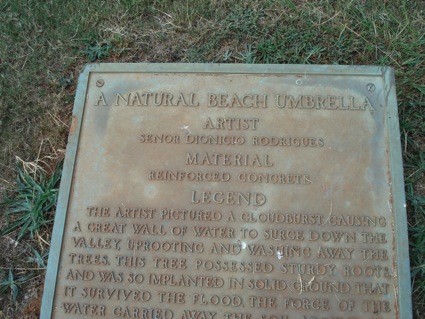 A NATURAL BEACH UMBRELLA
ARTIST
SENOR DIONICIO RODRIGUES
MATERIAL
REINFORCED CONCRETE
LEGEND
THE ARTIST PICTURED A CLOUDBURST, CAUSING
A GREAT WALL OF WATER TO SURGE DOWN THE
VALLEY, UPROOTING AND WASHING AWAY THE
TREES. THIS TREE POSSESSED STURDY ROOTS
AND WAS SO IMPLANTED IN SOLID GROUND THAT
IT SURVIVED THE FLOOD. THE FORCE OF THE
WATER CARRIED AWAY THE SOIL